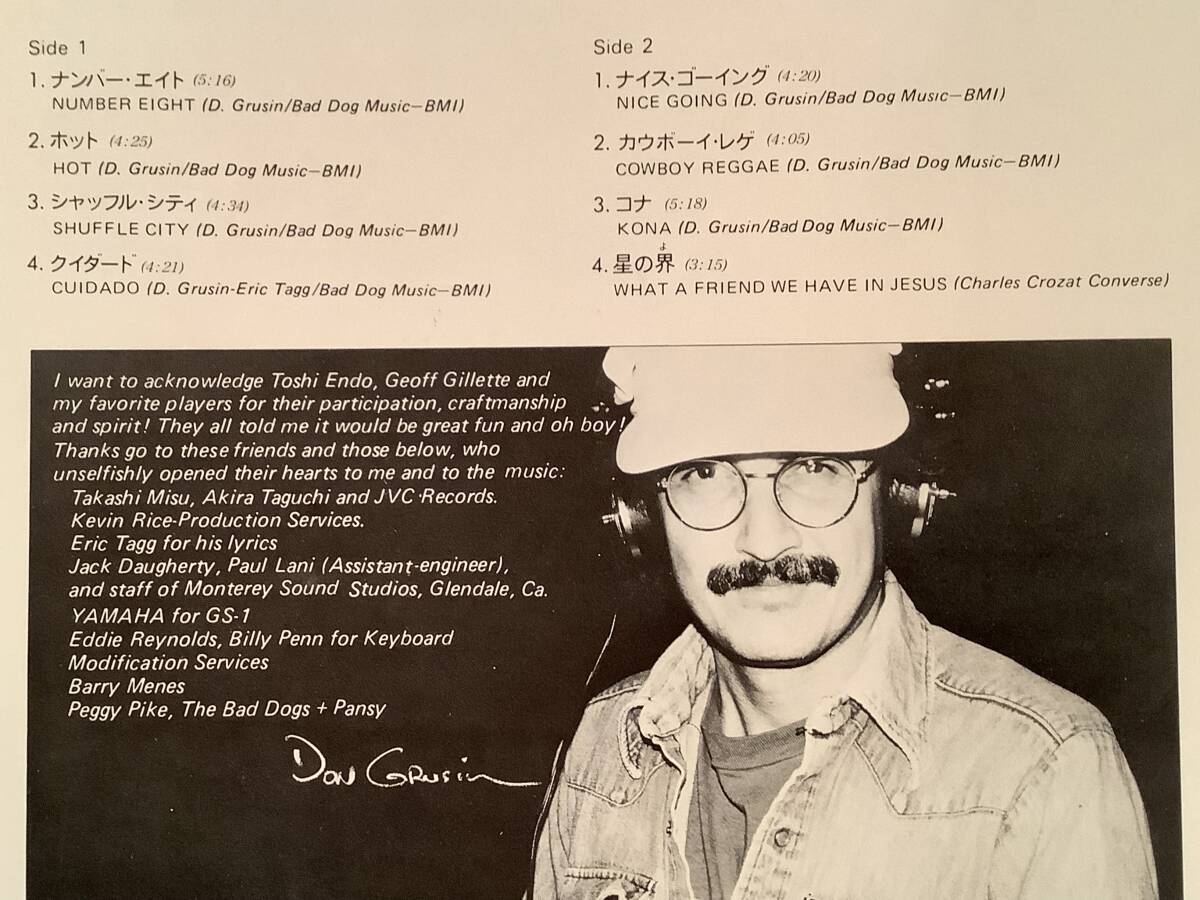 Side 1
1. ナンバー・エイト (5:16)
NUMBER EIGHT (D. Grusin/Bad Dog Music–BMI)
2. ホット (4:25)
HOT (D. Grusin/Bad Dog Music–BMI)
3. シャッフル・シティ (4:34)
SHUFFLE CITY (D. Grusin/Bad Dog Music–BMI)
4. クイダード (4:21)
CUIDADO (D. Grusin-Eric Tagg/Bad Dog Music–BMI)
Side 2
1. ナイス・ゴーイング (4:20)
NICE GOING (D. Grusin/Bad Dog Music–BMI)
2. カウボーイ・レゲ (4:05)
COWBOY REGGAE (D. Grusin/Bad Dog Music–BMI)
3. コナ (5:18)
KONA (D. Grusin/Bad Dog Music–BMI)
よ
4. 星の界 (3:15)
WHAT A FRIEND WE HAVE IN JESUS (Charles Crozat Converse)
I want to acknowledge Toshi Endo, Geoff Gillette and
my favorite players for their participation, craftmanship
and spirit! They all told me it would be great fun and oh boy!
Thanks go to these friends and those below, who
unselfishly opened their hearts to me and to the music:
Takashi Misu, Akira Taguchi and JVC·Records.
Kevin Rice-Production Services.
Eric Tagg for his lyrics
Jack Daugherty, Paul Lani (Assistant-engineer),
and staff of Monterey Sound Studios, Glendale, Ca.
YAMAHA for GS-1
Eddie Reynolds, Billy Penn for Keyboard
Modification Services
Barry Menes
Peggy Pike, The Bad Dogs + Pansy
Don Grusin